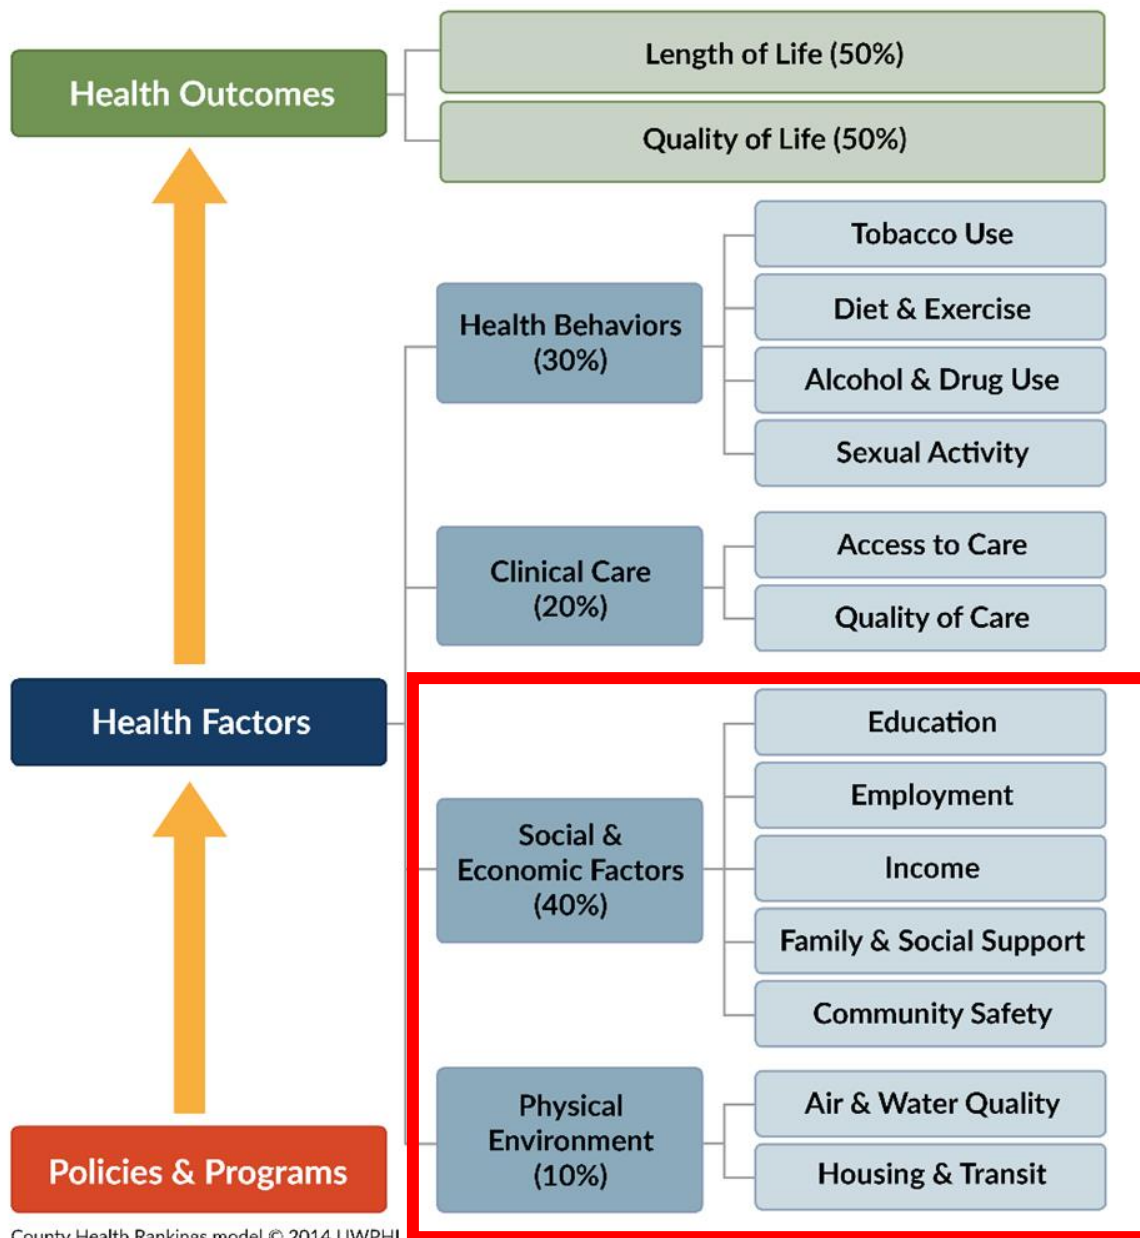 Health Outcomes
Length of Life (50%)
Quality of Life (50%)
Health Behaviors
(30%)
Tobacco Use
Diet & Exercise
Alcohol & Drug Use
Sexual Activity
Clinical Care
(20%)
Access to Care
Quality of Care
Health Factors
Social &
Economic Factors
(40%)
Education
Employment
Income
Family & Social Support
Community Safety
Physical
Environment
(10%)
Air & Water Quality
Housing & Transit
Policies & Programs
County Health Rankings model © 2014 UWPHI